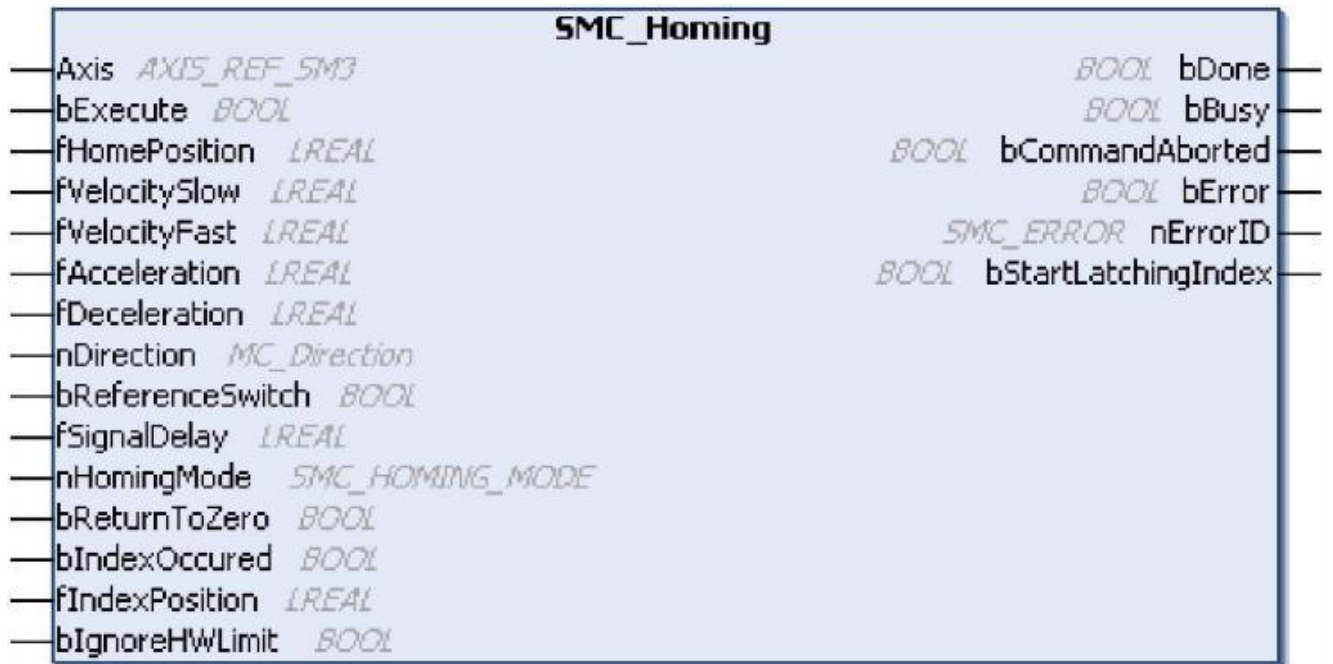 SMC_Homing
Axis AXIS_REF_SM3 BOOL bDone
bExecute BOOL BOOL bBusy
fHomePosition LREAL BOOL bCommandAborted
fVelocitySlow LREAL BOOL bError
fVelocityFast LREAL SMC_ERROR nErrorID
fAcceleration LREAL BOOL bStartLatchingIndex
fDeceleration LREAL
nDirection MC_Direction
bReferenceSwitch BOOL
fSignalDelay LREAL
nHomingMode SMC_HOMING_MODE
bReturnToZero BOOL
bIndexOccured BOOL
fIndexPosition LREAL
bIgnoreHWLimit BOOL